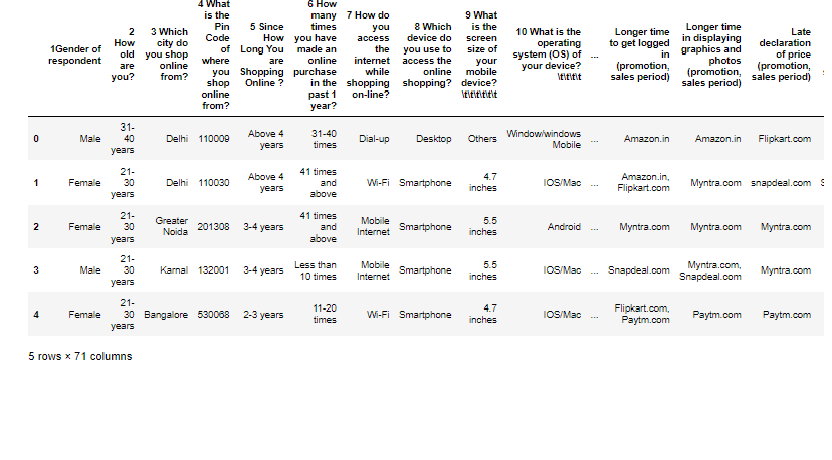 1Gender of
respondent
2
How
old
are
you?
3 Which
city do
you shop
online
from?
4 What
is the
Pin
Code
of
where
you
shop
online
from?
5 Since
How
Long You
are
Shopping
Online ?
6 How
many
times
you have
made an
online
purchase
in the
past 1
year?
7 How do
you
access
the
internet
while
shopping
on-line?
8 Which
device do
you use to
access the
online
shopping?
9 What
is the
screen
size of
your
mobile
device?
\t\t\t\t\t\t
10 What is the
operating
system (OS) of
your device?
\t\t\t\t
...
Longer time
to get logged
in
(promotion,
sales period)
Longer time
in displaying
graphics and
photos
(promotion,
sales period)
Late
declaration
of price
(promotion,
sales period)
0
Male
31-
40
years
Delhi
110009
Above 4
years
31-40
times
Dial-up
Desktop
Others
Window/windows
Mobile
...
Amazon.in
Amazon.in
Flipkart.com
1
Female
21-
30
years
Delhi
110030
Above 4
years
41 times
and
above
Wi-Fi
Smartphone
4.7
inches
IOS/Mac
...
Amazon.in,
Flipkart.com
Myntra.com
snapdeal.com
2
Female
21-
30
years
Greater
Noida
201308
3-4 years
41 times
and
above
Mobile
Internet
Smartphone
5.5
inches
Android
...
Myntra.com
Myntra.com
Myntra.com
3
Male
21-
30
years
Karnal
132001
3-4 years
Less than
10 times
Mobile
Internet
Smartphone
5.5
inches
IOS/Mac
...
Snapdeal.com
Myntra.com,
Snapdeal.com
Myntra.com
4
Female
21-
30
years
Bangalore
530068
2-3 years
11-20
times
Wi-Fi
Smartphone
4.7
inches
IOS/Mac
...
Flipkart.com,
Paytm.com
Paytm.com
Paytm.com
5 rows × 71 columns